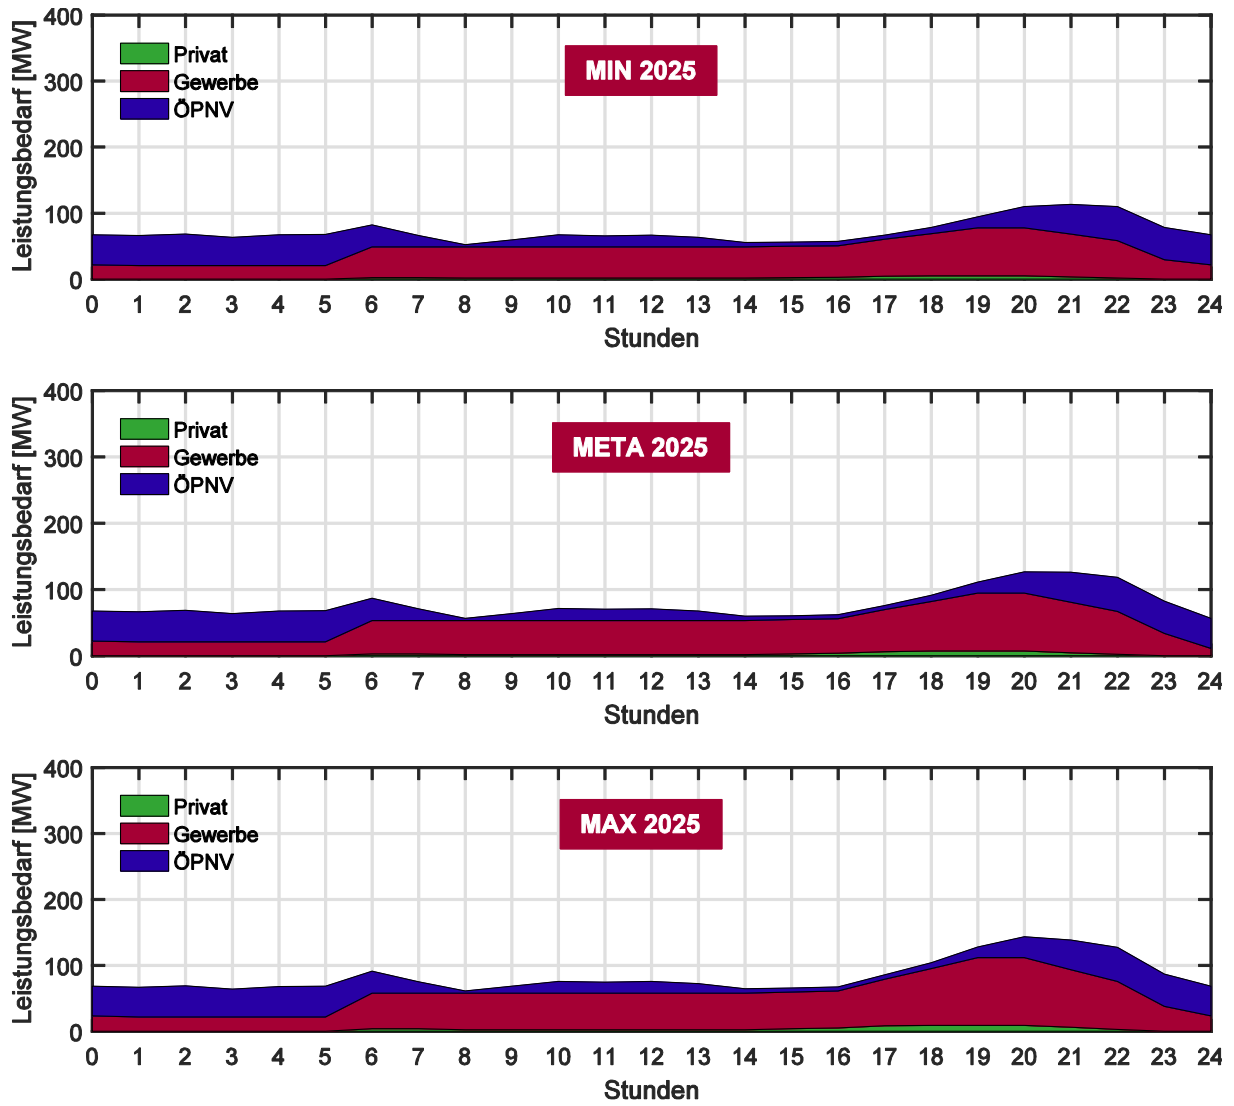 400
300
200
100
0
Leistungsbedarf [MW]
Privat
Gewerbe
ÖPNV
MIN 2025
0 1 2 3 4 5 6 7 8 9 10 11 12 13 14 15 16 17 18 19 20 21 22 23 24
Stunden
400
300
200
100
0
Leistungsbedarf [MW]
Privat
Gewerbe
ÖPNV
META 2025
0 1 2 3 4 5 6 7 8 9 10 11 12 13 14 15 16 17 18 19 20 21 22 23 24
Stunden
400
300
200
100
0
Leistungsbedarf [MW]
Privat
Gewerbe
ÖPNV
MAX 2025
0 1 2 3 4 5 6 7 8 9 10 11 12 13 14 15 16 17 18 19 20 21 22 23 24
Stunden